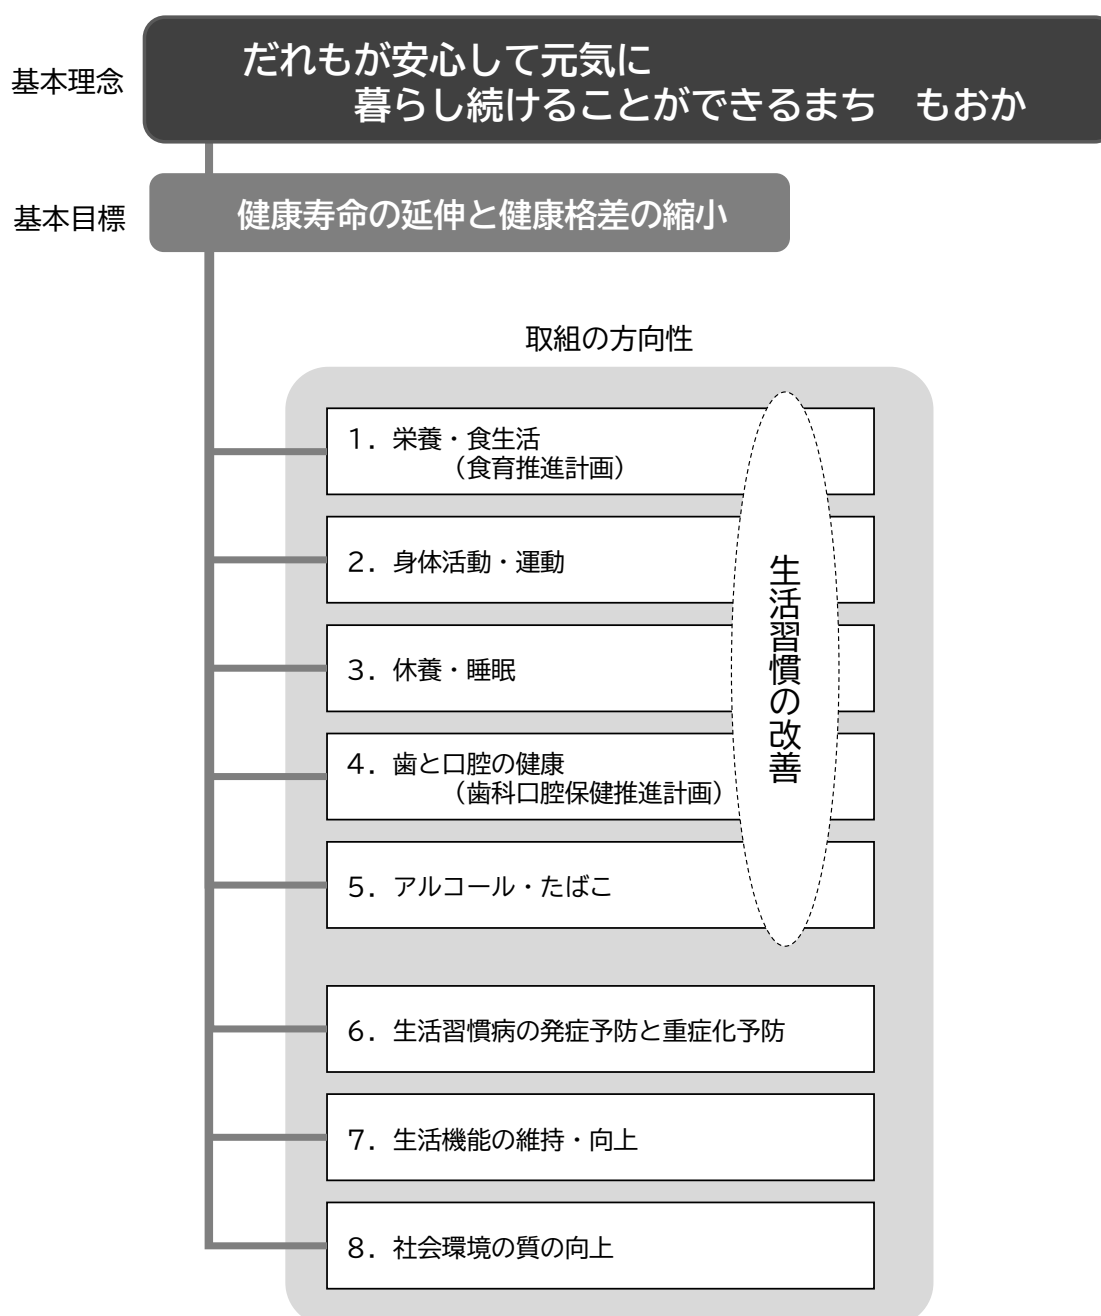 基本理念
だれもが安心して元気に
暮らし続けることができるまち　もおか
基本目標
健康寿命の延伸と健康格差の縮小
取組の方向性
１．栄養・食生活
（食育推進計画）
２．身体活動・運動
３．休養・睡眠
４．歯と口腔の健康
（歯科口腔保健推進計画）
５．アルコール・たばこ
生活習慣の改善
６．生活習慣病の発症予防と重症化予防
７．生活機能の維持・向上
８．社会環境の質の向上